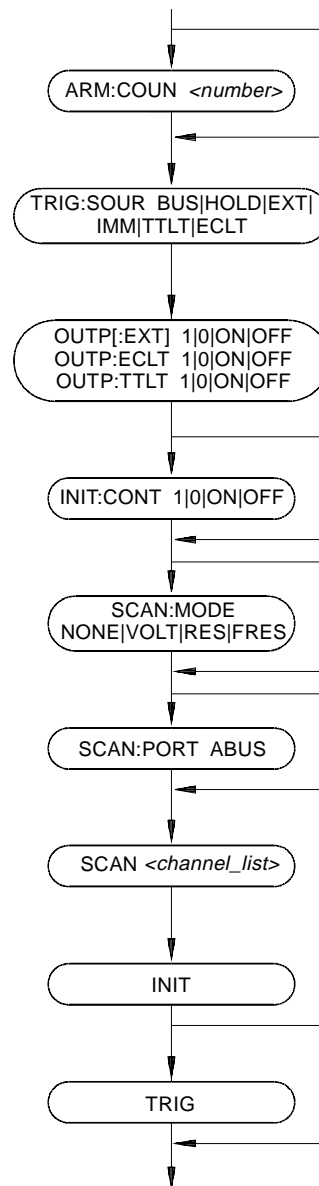 ARM:COUN <number>
TRIG:SOUR BUS|HOLD|EXT|
IMM|TTLT|ECLT
OUTP[:EXT] 1|0|ON|OFF
OUTP:ECLT 1|0|ON|OFF
OUTP:TTLT 1|0|ON|OFF
INIT:CONT 1|0|ON|OFF
SCAN:MODE
NONE|VOLT|RES|FRES
SCAN:PORT ABUS
SCAN <channel_list>
INIT
TRIG